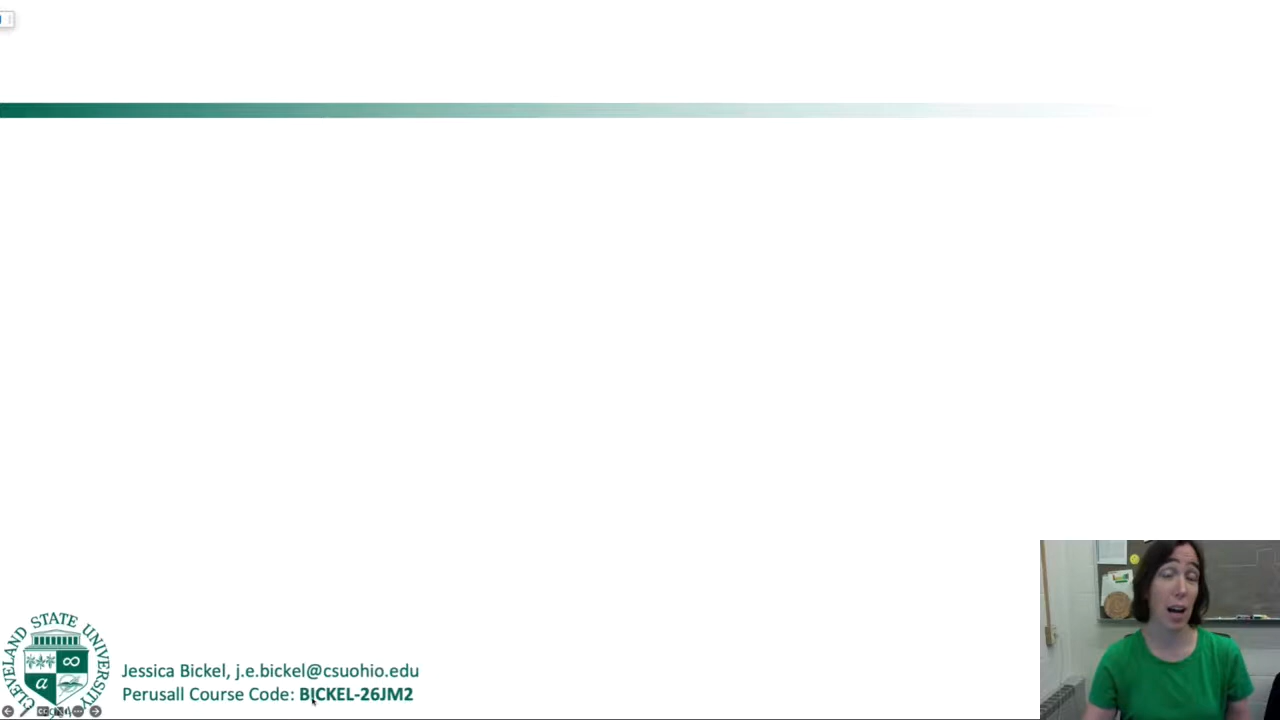 CLEVELAND STATE UNIVERSITY
Jessica Bickel, j.e.bickel@csuohio.edu
Perusall Course Code: BICKEL-26JM2